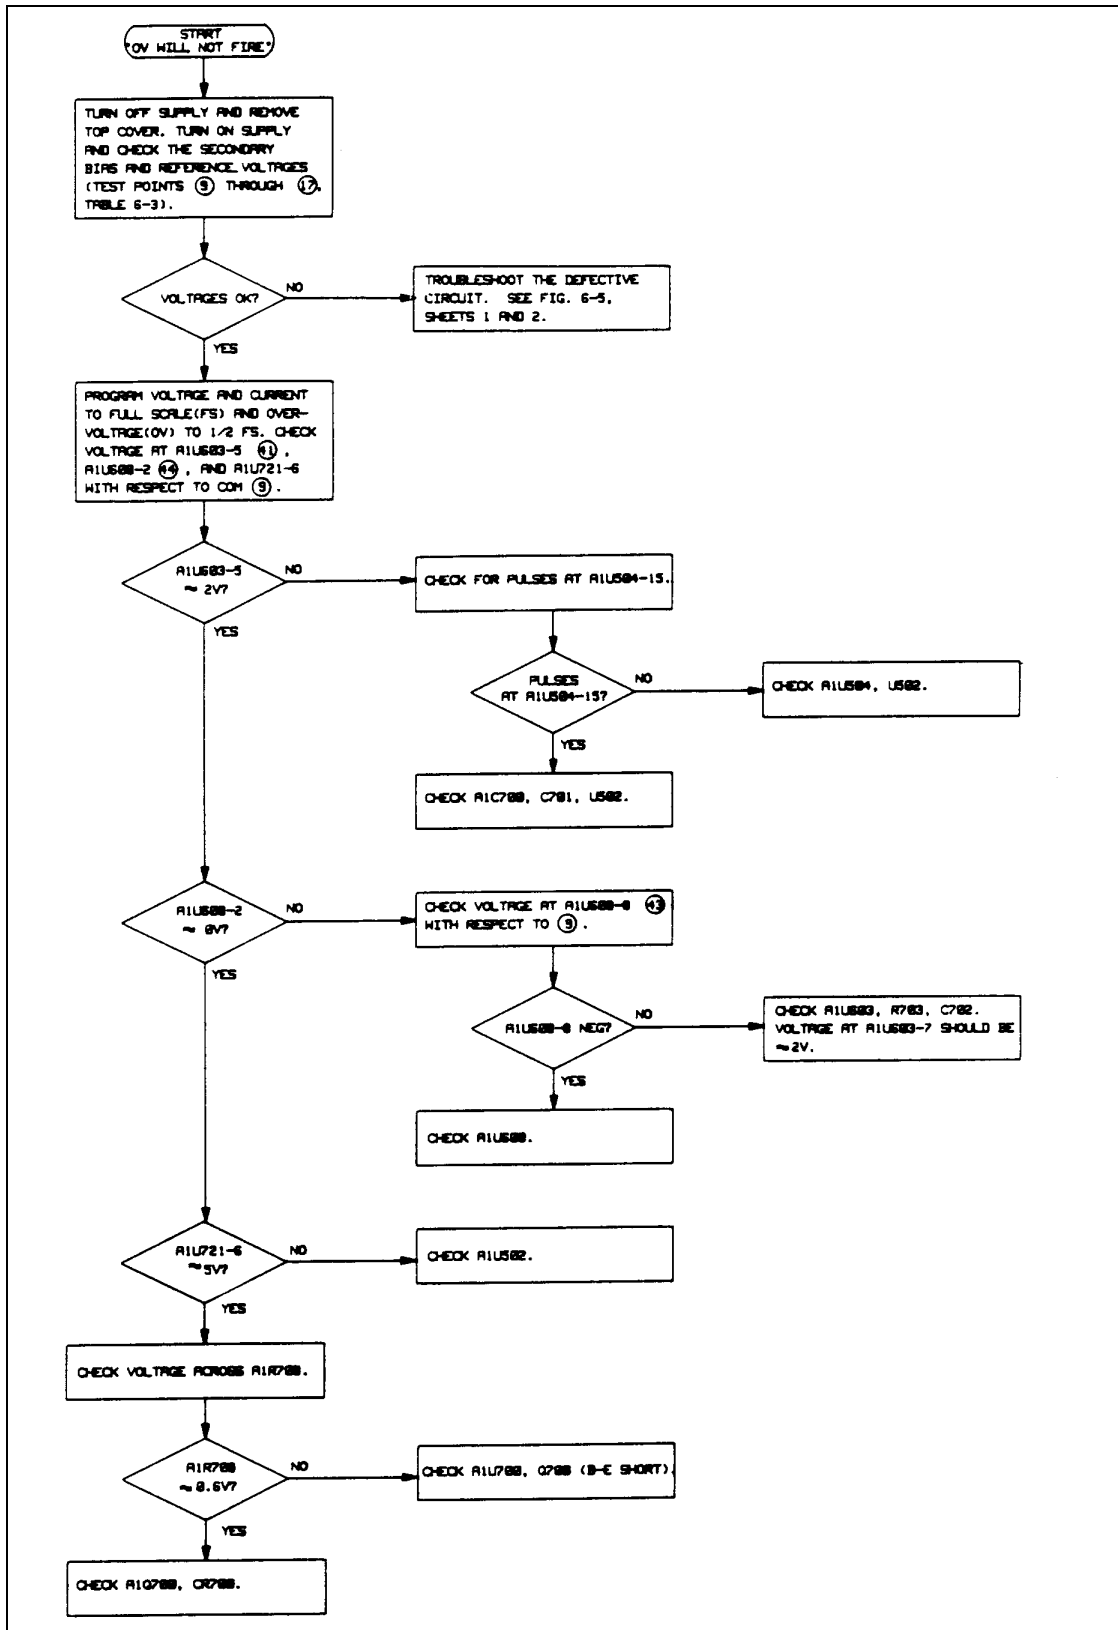 START
"OV WILL NOT FIRE"
TURN OFF SUPPLY AND REMOVE
TOP COVER. TURN ON SUPPLY
AND CHECK THE SECONDARY
BIAS AND REFERENCE VOLTAGES
(TEST POINTS 9 THROUGH 17,
TABLE 6-3).
VOLTAGES OK?
NO
TROUBLESHOOT THE DEFECTIVE
CIRCUIT. SEE FIG. 6-5,
SHEETS 1 AND 2.
YES
PROGRAM VOLTAGE AND CURRENT
TO FULL SCALE(FS) AND OVER-
VOLTAGE(OV) TO 1/2 FS. CHECK
VOLTAGE AT A1U603-5 41,
A1U600-2 44, AND A1U721-6
WITH RESPECT TO COM 9.
A1U603-5
≈ 2V?
NO
CHECK FOR PULSES AT A1U504-15.
YES
PULSES
AT A1U504-15?
NO
CHECK A1U504, U502.
YES
CHECK A1C700, C701, U502.
A1U600-2
≈ 0V?
NO
CHECK VOLTAGE AT 43
WITH RESPECT TO 9.
YES
NEG?
NO
CHECK A1U603, R703, C702.
VOLTAGE AT A1U603-7 SHOULD BE
≈2V.
YES
CHECK A1U600.
A1U721-6
≈5V?
NO
CHECK A1U502.
YES
CHECK VOLTAGE ACROSS A1R700.
A1R700
≈0.6V?
NO
CHECK A1U700, Q700 (B-E SHORT).
YES
CHECK A1Q700, CR700.